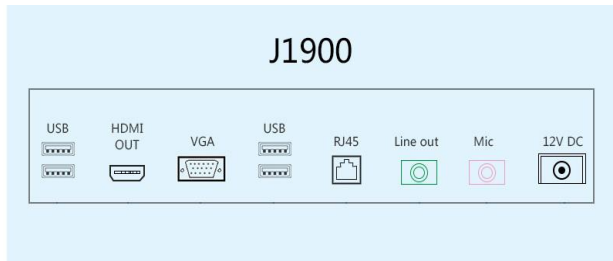 J1900
USB
HDMI
OUT
VGA
USB
RJ45
Line out
Mic
12V DC